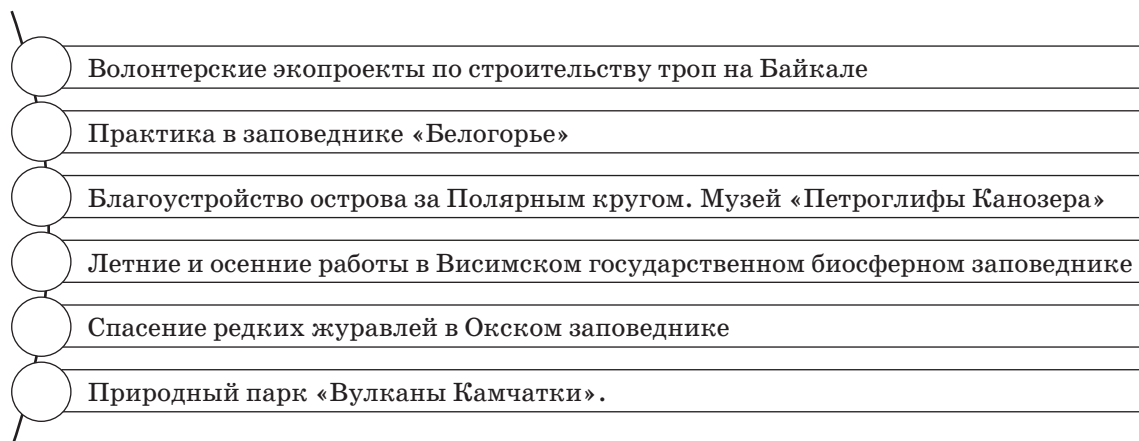 Волонтерские экопроекты по строительству троп на Байкале
Практика в заповеднике «Белогорье»
Благоустройство острова за Полярным кругом. Музей «Петроглифы Канозера»
Летние и осенние работы в Висимском государственном биосферном заповеднике
Спасение редких журавлей в Окском заповеднике
Природный парк «Вулканы Камчатки».